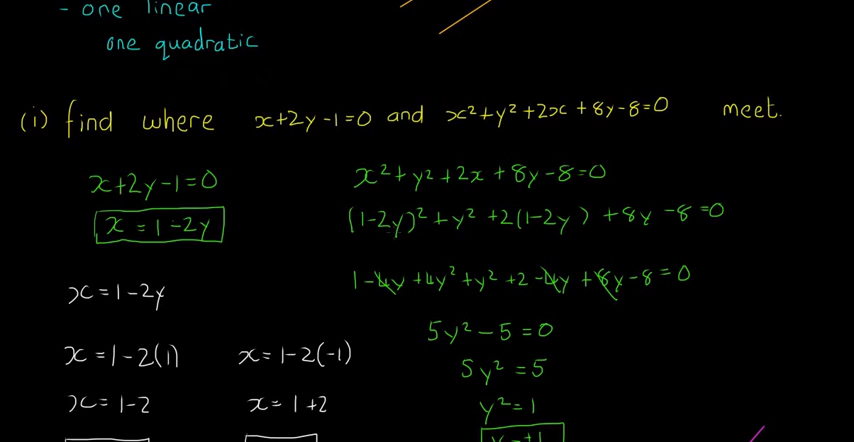 - one linear
one quadratic
(i) find where x+2y-1=0 and x²+y²+2x+8y-8=0 meet.
x+2y-1=0
x=1-2y
x²+y²+2x+8y-8=0
(1-2y)²+y²+2(1-2y)+8y-8=0
1-4y+4y²+y²+2-4y+8y-8=0
5y²-5=0
5y²=5
y²=1
y=±1
x=1-2y
x=1-2(1)
x=1-2
x=1-2(-1)
x=1+2